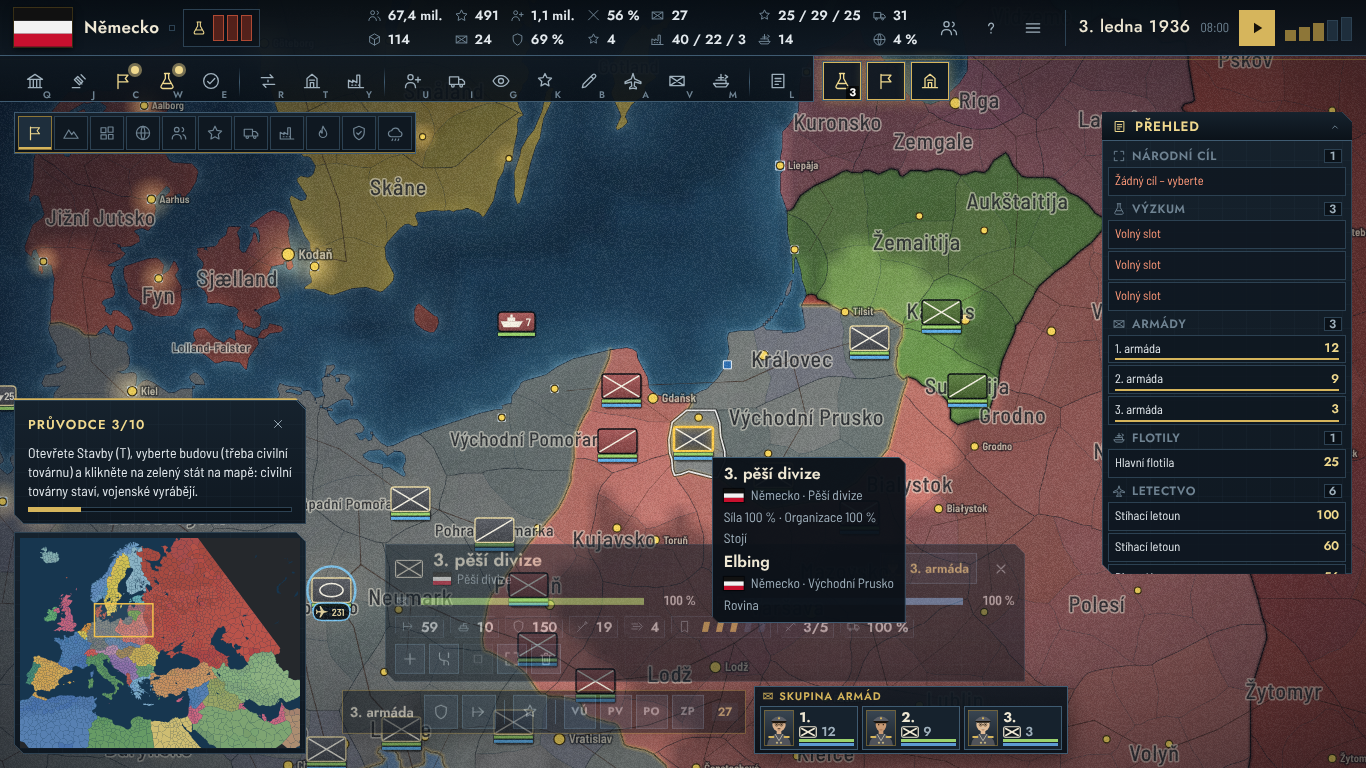 Německo
67,4 mil.
491
1,1 mil.
56 %
27
25 / 29 / 25
31
114
24
69 %
4
40 / 22 / 3
14
4 %
?
3. ledna 1936
08:00
Q
J
C
W
E
R
T
Y
U
I
G
K
B
A
V
M
L
3
Pskov
Aalborg
Riga
Kuronsko
Zemgale
Skåne
Liepāja
Aukštaitija
Žemaitija
Aarhus
Jižní Jutsko
Kodaň
Sjælland
Fyn
Lolland-Falster
Kiel
25
7
Tilsit
Královec
Gdaňsk
Východní Prusko
Grodno
Grodno
Białystok
Toruň
Kujavsko
Neumark
Lodž
Lodž
Vratislav
Polesí
Žytomyr
Volyň
231
PŘEHLED
NÁRODNÍ CÍL
1
Žádný cíl – vyberte
VÝZKUM
3
Volný slot
Volný slot
Volný slot
ARMÁDY
3
1. armáda
12
2. armáda
9
3. armáda
3
FLOTILY
1
Hlavní flotila
25
LETECTVO
6
Stíhací letoun
100
Stíhací letoun
60
PRŮVODCE 3/10
Otevřete Stavby (T), vyberte budovu (třeba civilní
továrnu) a klikněte na zelený stát na mapě: civilní
továrny staví, vojenské vyrábějí.
3. pěší divize
Německo · Pěší divize
Síla 100 % · Organizace 100 %
Stojí
Elbing
Německo · Východní Prusko
Rovina
3. pěší divize
Pěší divize
3. armáda
100 %
100 %
59
10
150
19
4
3/5
100 %
3. armáda
VÚ
PV
PO
ZP
27
SKUPINA ARMÁD
1.
12
2.
9
3.
3